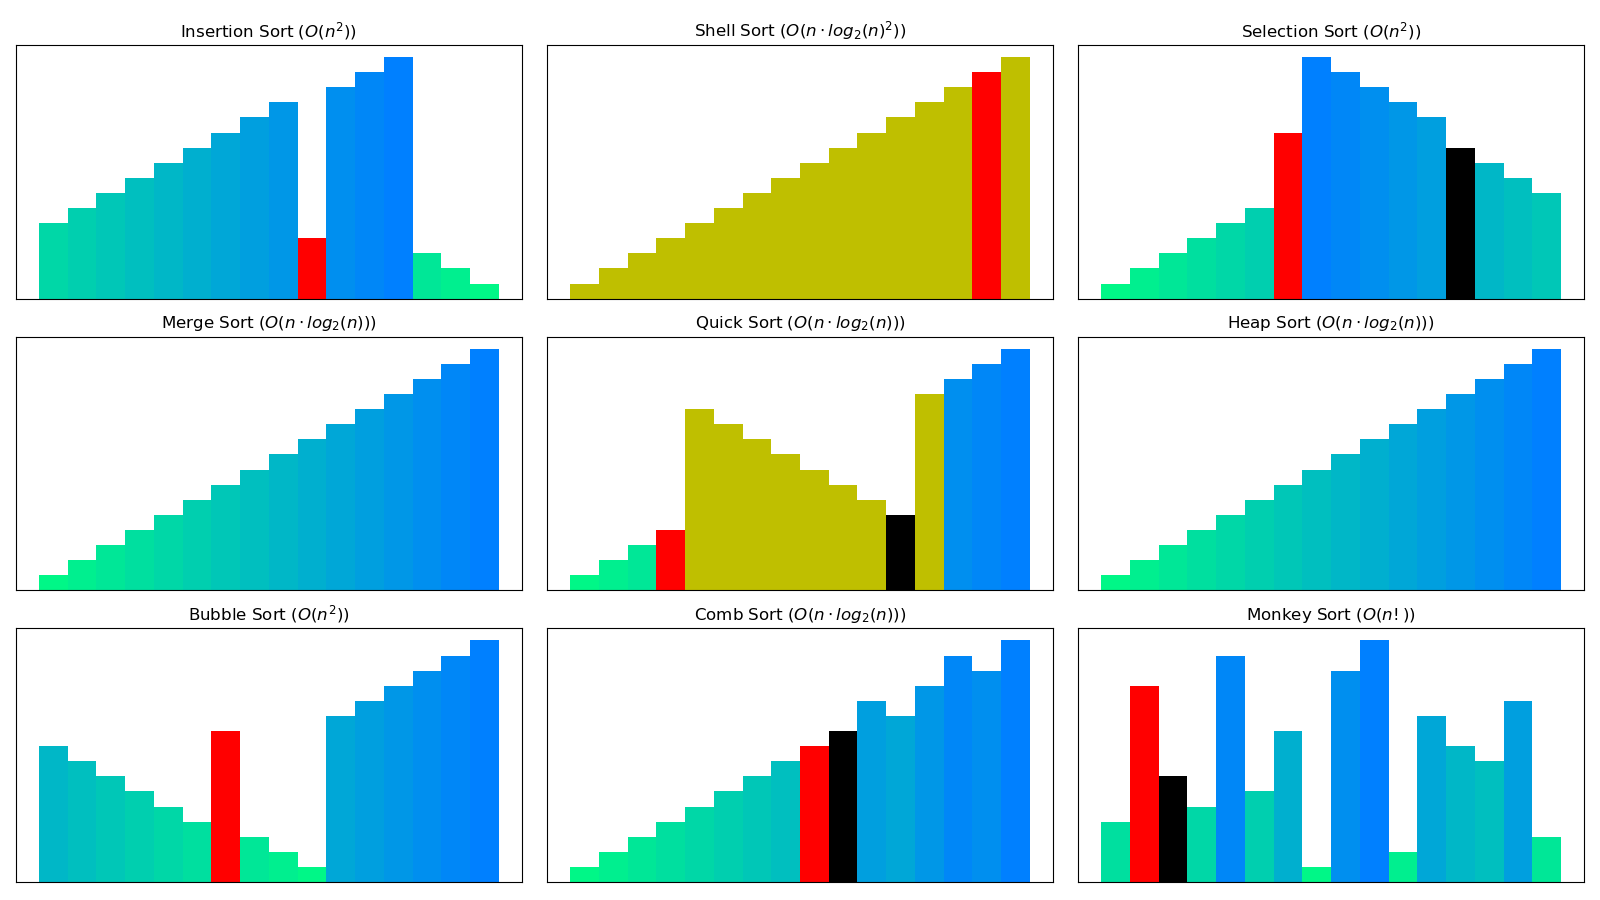 Insertion Sort (O(n²))
Shell Sort (O(n · log₂(n)²))
Selection Sort (O(n²))
Merge Sort (O(n · log₂(n)))
Quick Sort (O(n · log₂(n)))
Heap Sort (O(n · log₂(n)))
Bubble Sort (O(n²))
Comb Sort (O(n · log₂(n)))
Monkey Sort (O(n!))